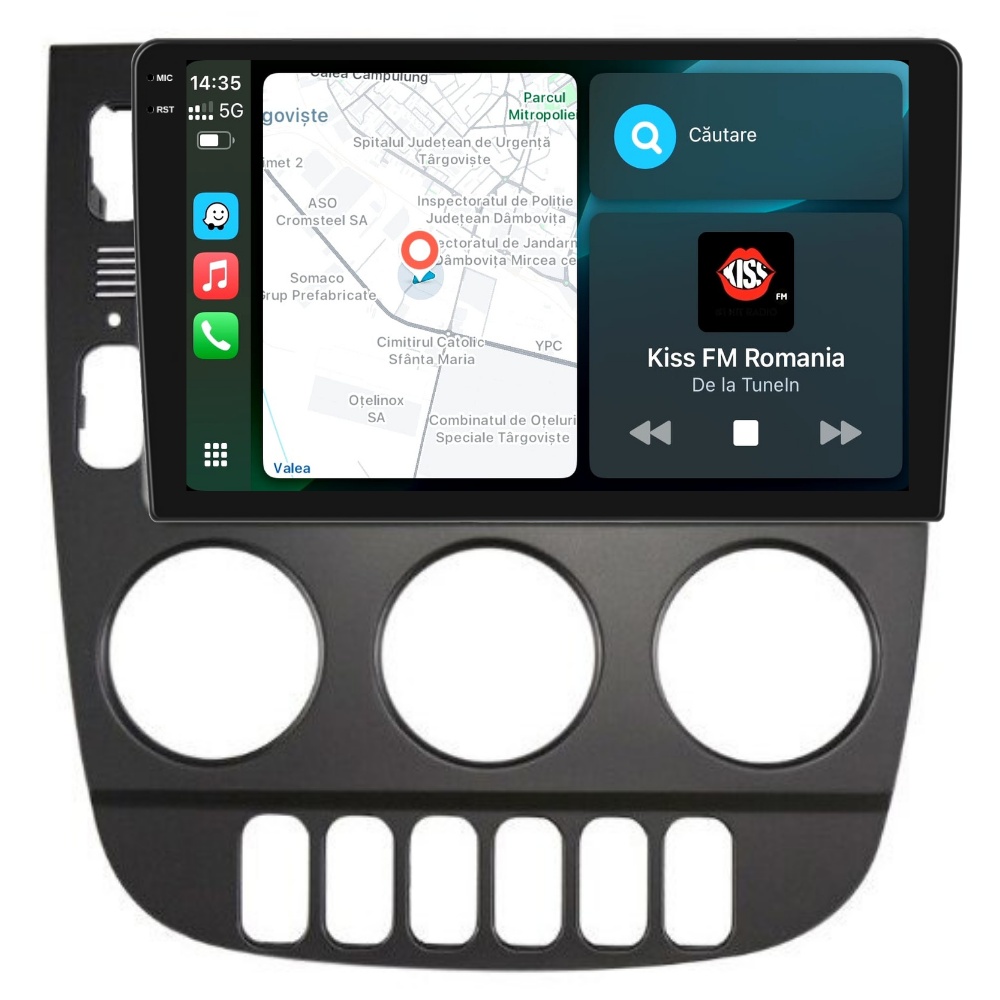 MIC
RST
14:35
5G
Calea Câmpulung
goviște
Parcul
Mitropoliei
Spitalul Județean de Urgență
Târgoviște
imet 2
ASO
Cromsteel SA
Inspectoratul de Poliție
Județean Dâmbovița
ectoratul de Jandarm
Dâmbovița Mircea ce
Somaco
Grup Prefabricate
Cimitirul Catolic
Sfânta Maria
YPC
Oțelinox
SA
Combinatul de Oțeluri
Speciale Târgoviște
Valea
Căutare
KISS
FM
Kiss FM Romania
De la TuneIn